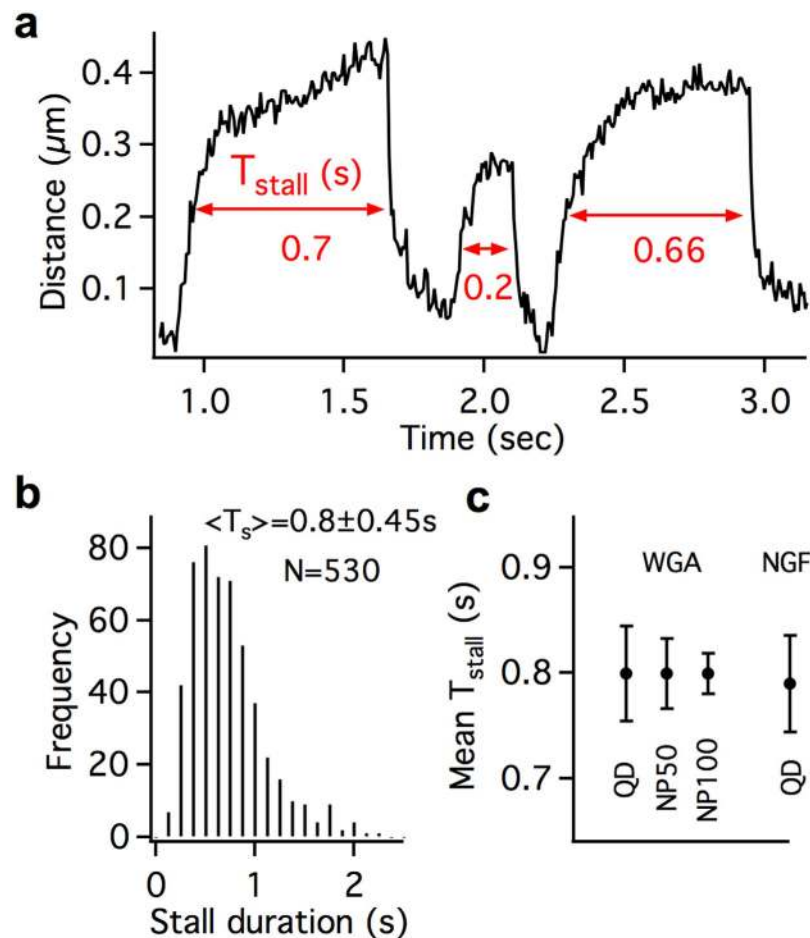 a
Distance (μm)
0.4
0.3
0.2
0.1
T_stall (s)
0.7
0.2
0.66
1.0 1.5 2.0 2.5 3.0
Time (sec)
b
Frequency
80
60
40
20
0
<T_s>=0.8±0.45s
N=530
0 1 2
Stall duration (s)
c
Mean T_stall (s)
0.9
0.8
0.7
WGA NGF
QD NP50 NP100 QD